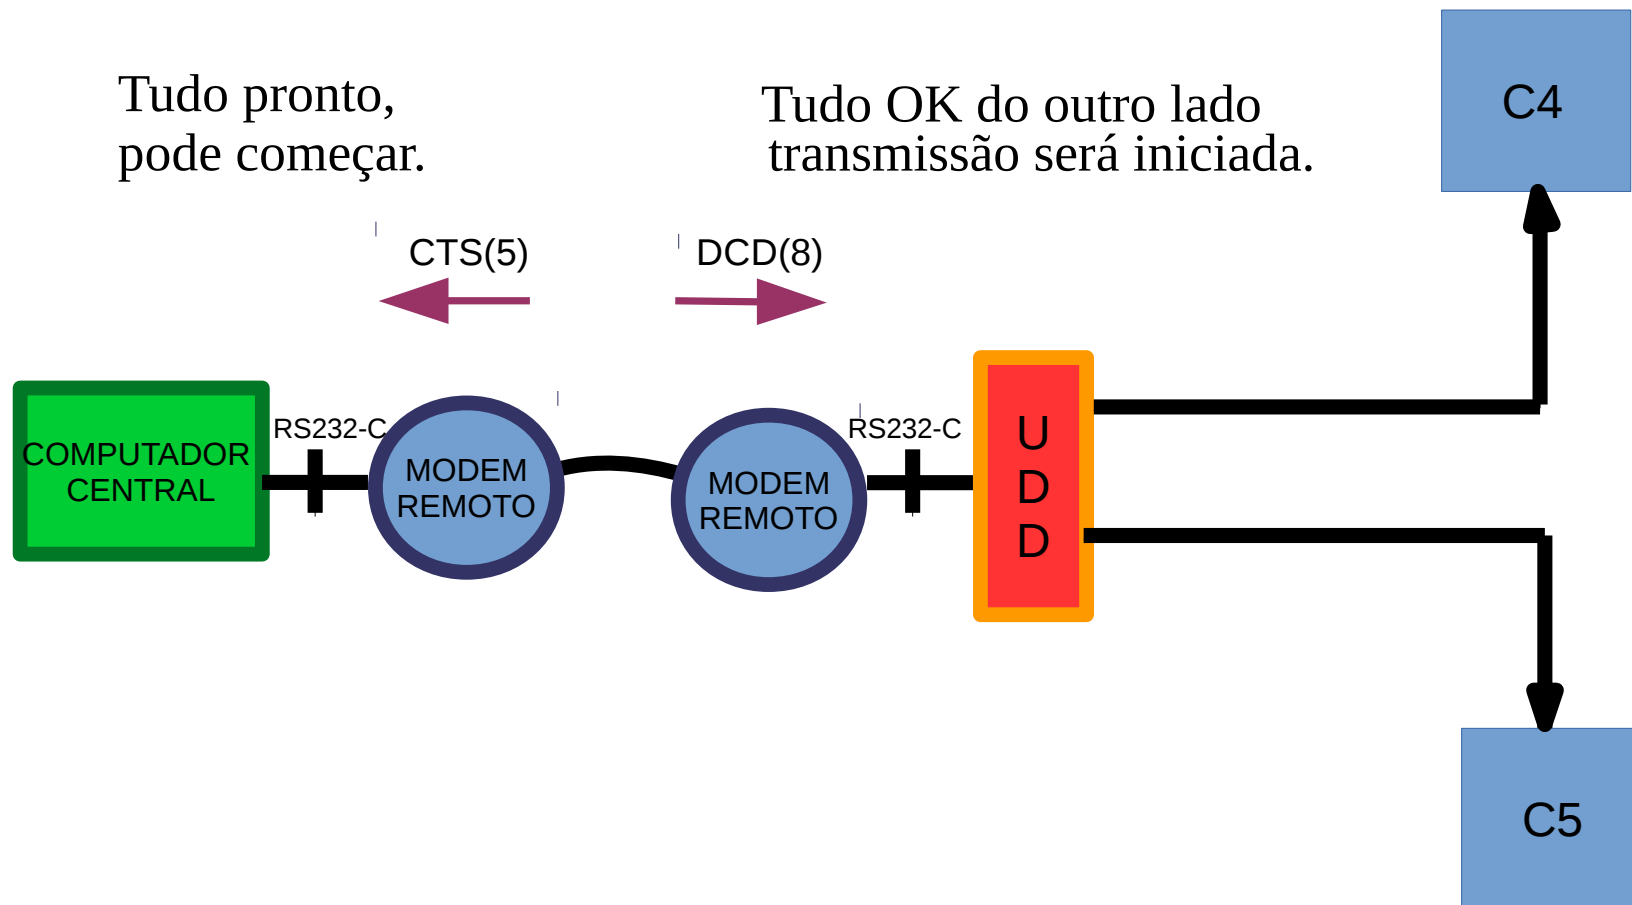 Tudo pronto,
pode começar.
Tudo OK do outro lado
transmissão será iniciada.
C4
CTS(5)
DCD(8)
COMPUTADOR
CENTRAL
RS232-C
MODEM
REMOTO
MODEM
REMOTO
RS232-C
U
D
D
C5